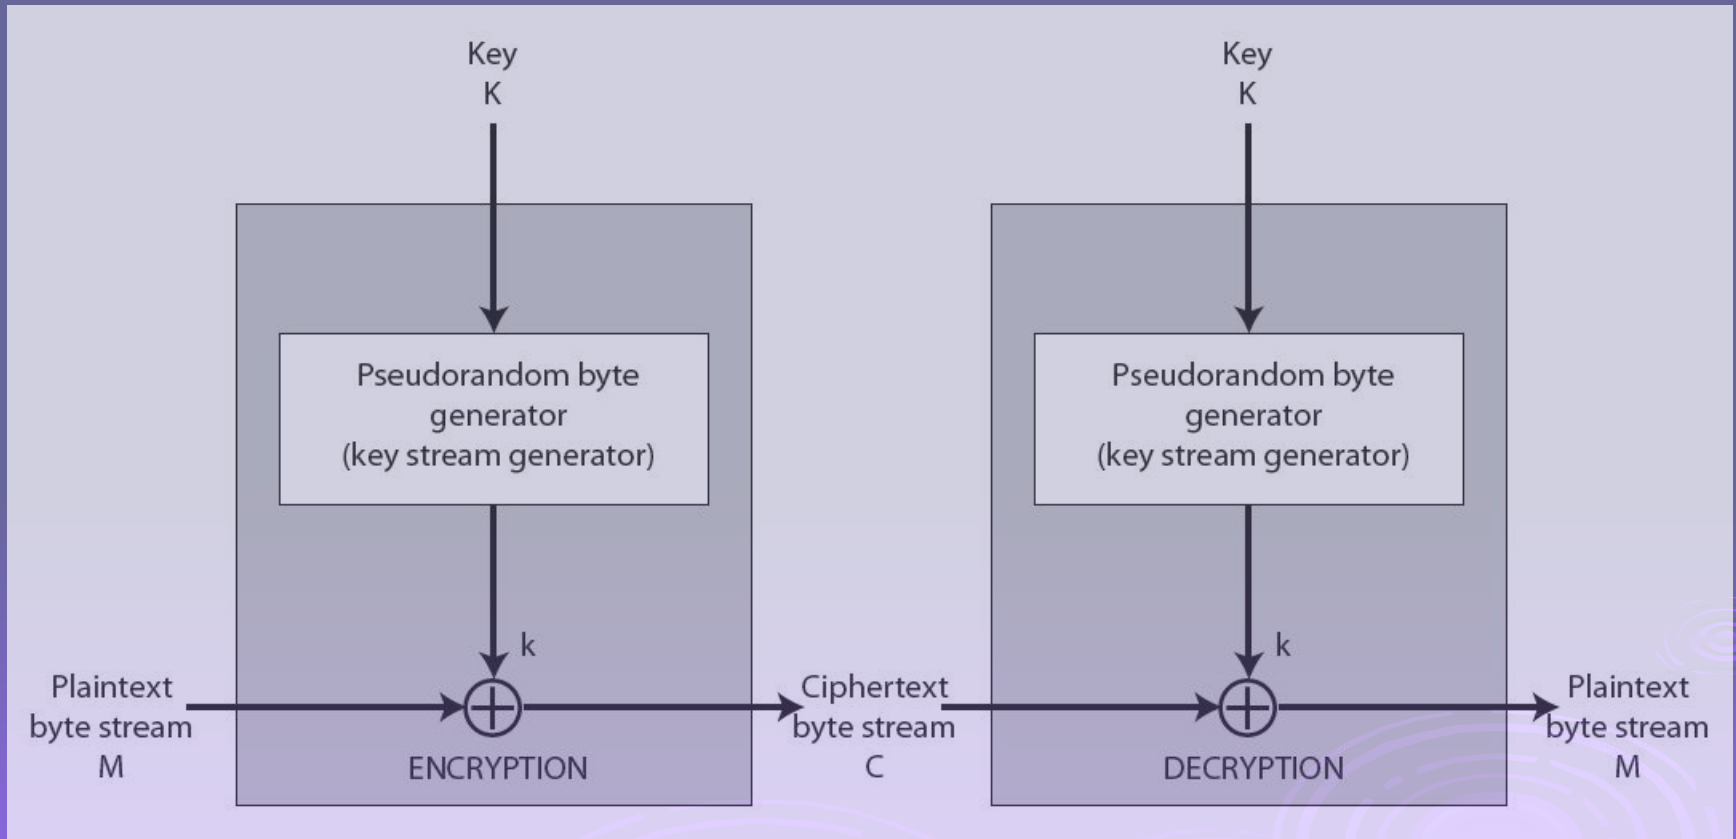 Key
K
Key
K
Pseudorandom byte
generator
(key stream generator)
Pseudorandom byte
generator
(key stream generator)
k
k
Plaintext
byte stream
M
ENCRYPTION
Ciphertext
byte stream
C
DECRYPTION
Plaintext
byte stream
M